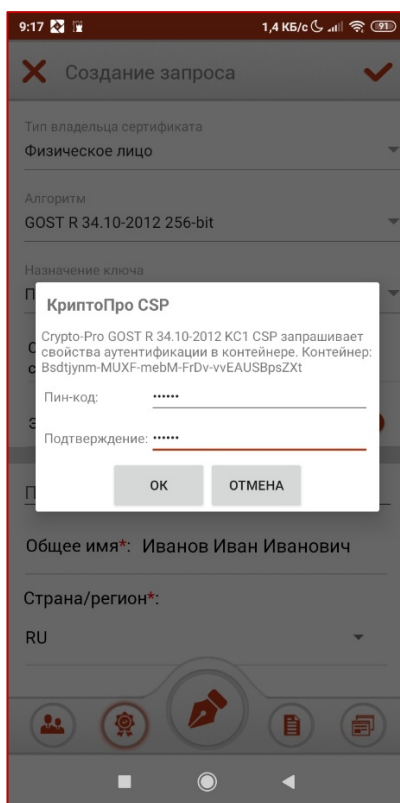 9:17
1,4 КБ/с
91
Создание запроса
Тип владельца сертификата
Физическое лицо
Алгоритм
GOST R 34.10-2012 256-bit
Назначение ключа
КриптоПро CSP
Crypto-Pro GOST R 34.10-2012 KC1 CSP запрашивает
свойства аутентификации в контейнере. Контейнер:
Bsdtjynm-MUXF-mebM-FrDv-vvEAUSBpsZXt
Пин-код: ••••••
Подтверждение: ••••••
ОК
ОТМЕНА
Общее имя*: Иванов Иван Иванович
Страна/регион*:
RU